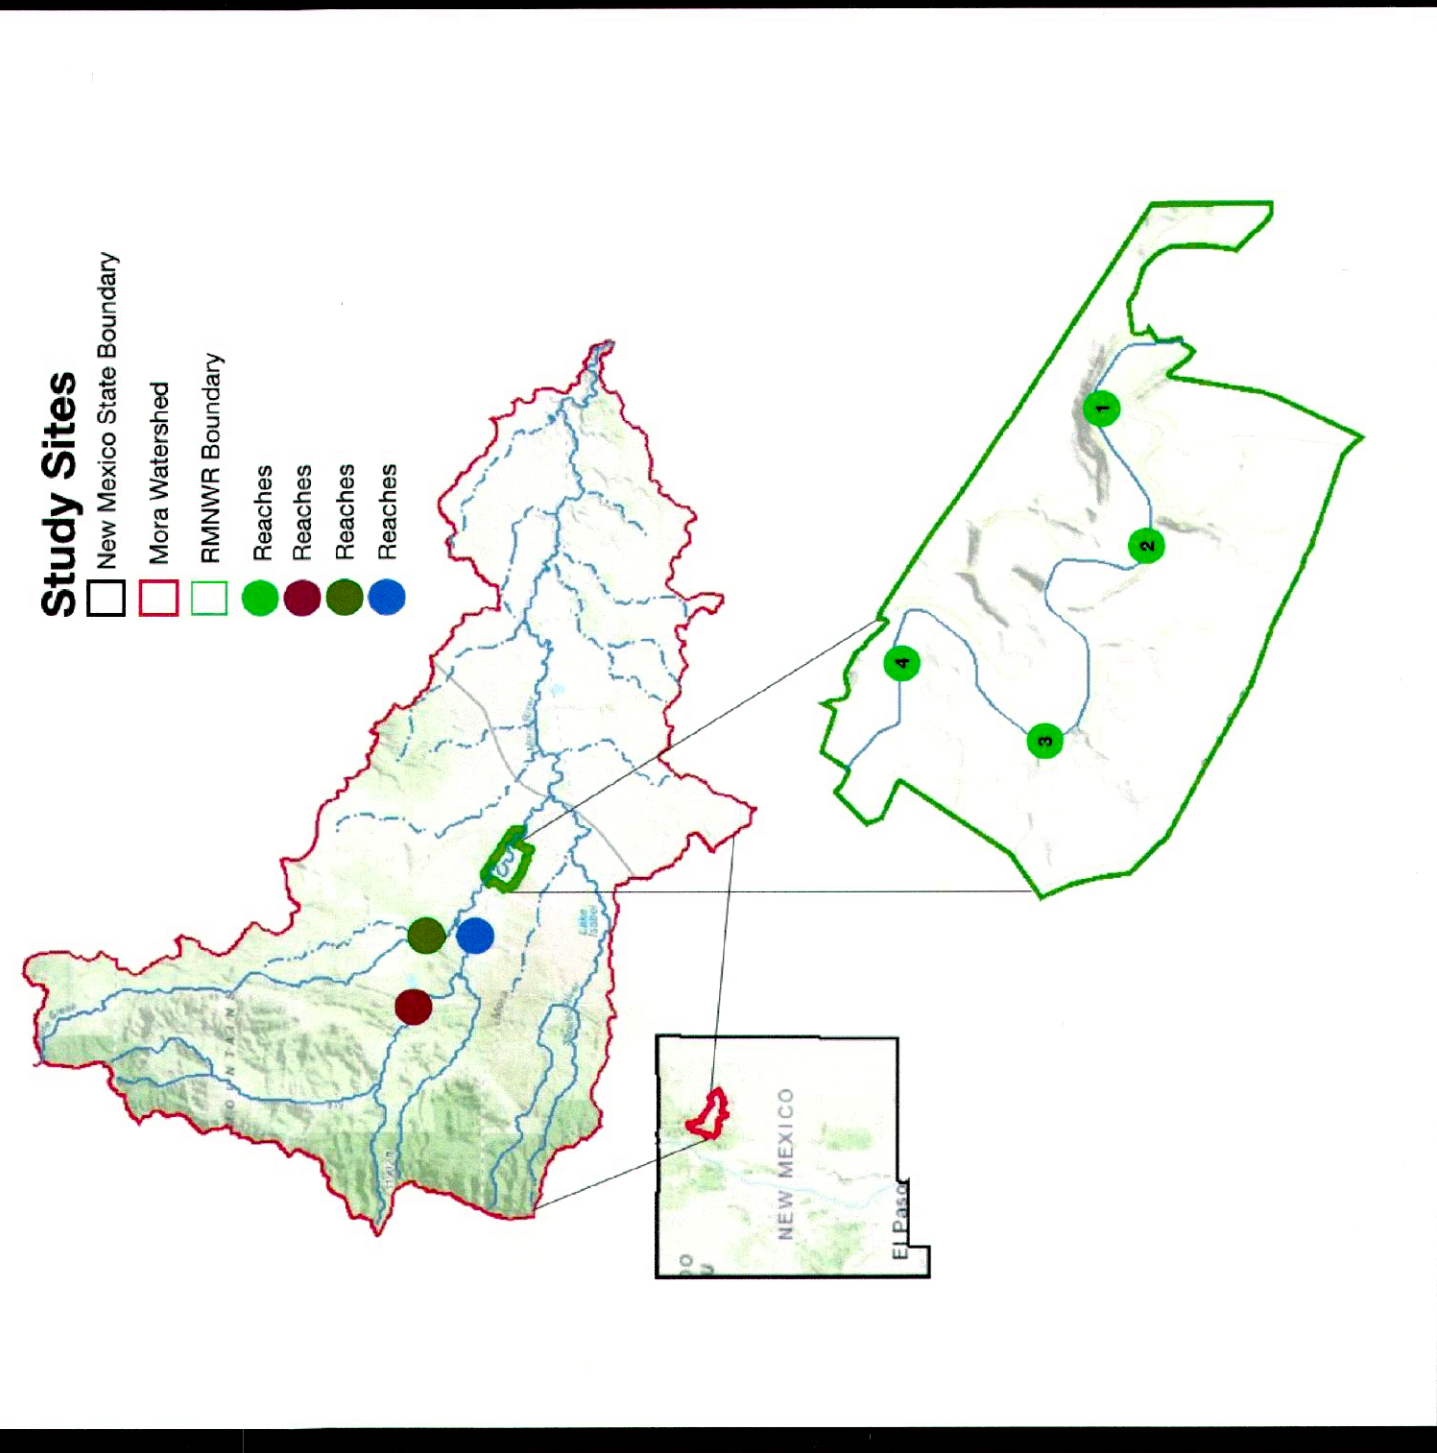 Study Sites
New Mexico State Boundary
Mora Watershed
RMNWR Boundary
Reaches
Reaches
Reaches
Reaches
Lake
Isabel
Mora
NEW MEXICO
El Paso
1
2
3
4